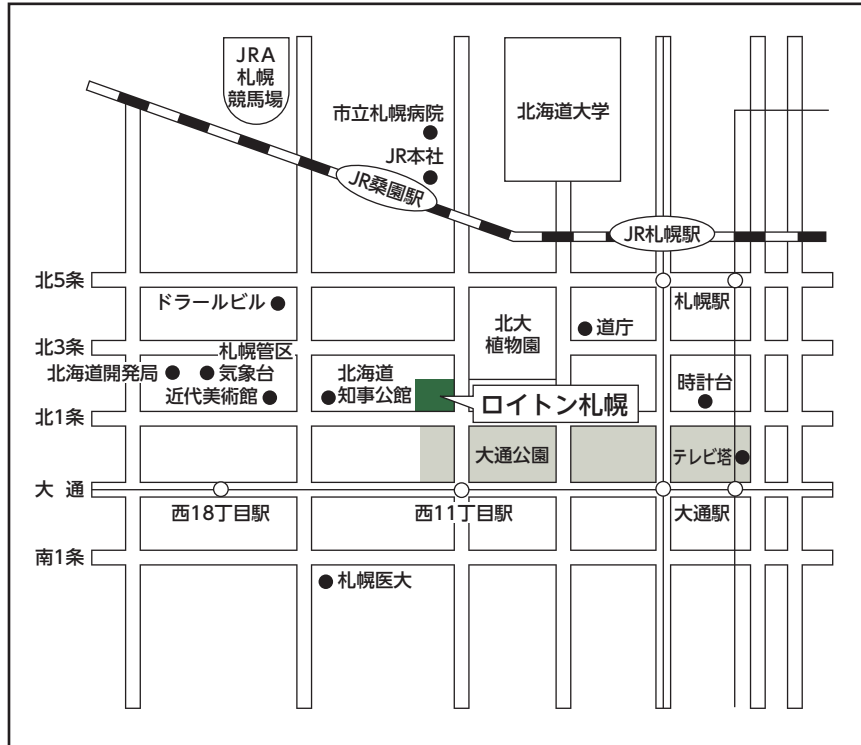 JRA
札幌
競馬場
市立札幌病院
北海道大学
JR本社
JR桑園駅
JR札幌駅
北5条
札幌駅
ドラールビル
北大
植物園
道庁
北3条
札幌管区
気象台
北海道開発局
近代美術館
北海道
知事公館
ロイトン札幌
時計台
北1条
大通公園
テレビ塔
大 通
西18丁目駅
西11丁目駅
大通駅
南1条
札幌医大